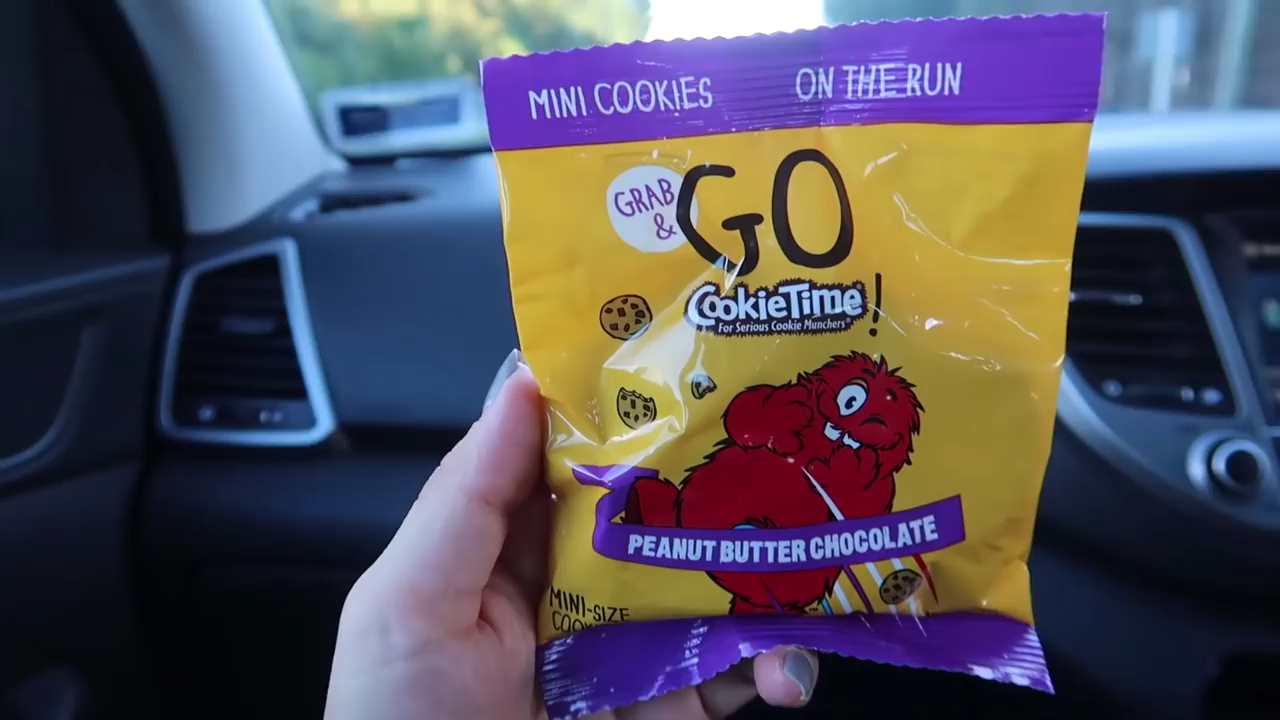 MINI COOKIES ON THE RUN
GRAB
& GO
CookieTime!
For Serious Cookie Munchers
PEANUT BUTTER CHOCOLATE
MINI-SIZE